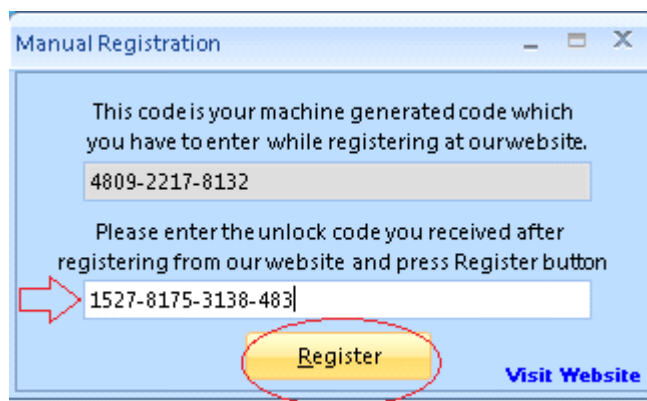 Manual Registration
This code is your machine generated code which
you have to enter while registering at our website.
4809-2217-8132
Please enter the unlock code you received after
registering from our website and press Register button
1527-8175-3138-483
Register
Visit Website